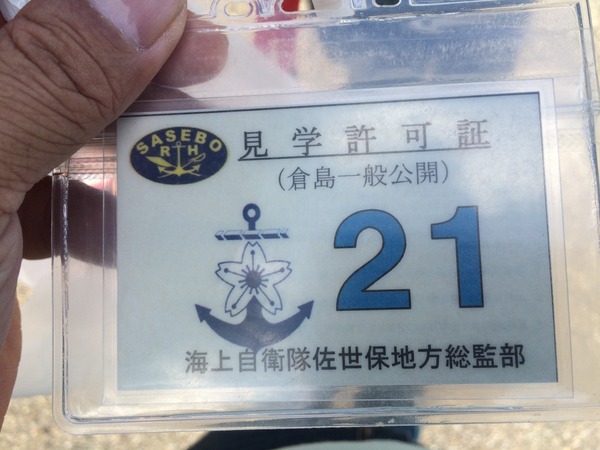 SASEBO
RH
見学許可証
(倉島一般公開)
21
海上自衛隊佐世保地方総監部